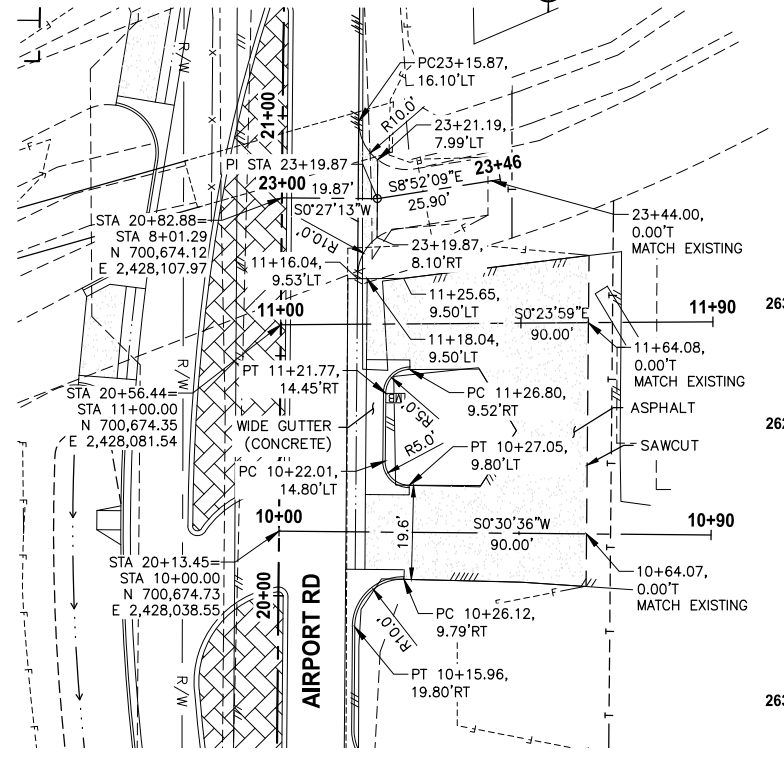 PC23+15.87,
16.10'LT
R10.0'
23+21.19,
7.99'LT
R/W
21+00
PI STA 23+19.87
23+46
23+00
19.87'
S8°52'09"E
25.90'
S0°27'13"W
STA 20+82.88=
STA 8+01.29
N 700,674.12
E 2,428,107.97
23+44.00,
0.00'T
MATCH EXISTING
R10.0'
23+19.87,
8.10'RT
11+16.04,
9.53'LT
11+25.65,
9.50'LT
11+00
S0°23'59"E
90.00'
11+90
263
11+18.04,
9.50'LT
11+64.08,
0.00'T
MATCH EXISTING
R/W
PT 11+21.77,
14.45'RT
PC 11+26.80,
9.52'RT
STA 20+56.44=
STA 11+00.00
N 700,674.35
E 2,428,081.54
WB
R5.0'
ASPHALT
WIDE GUTTER
(CONCRETE)
262
R5.0'
PT 10+27.05,
9.80'LT
SAWCUT
PC 10+22.01,
14.80'LT
10+00
19.6'
S0°30'36"W
90.00'
10+90
STA 20+13.45=
STA 10+00.00
N 700,674.73
E 2,428,038.55
20+00
10+64.07,
0.00'T
MATCH EXISTING
AIRPORT RD
R10.0'
PC 10+26.12,
9.79'RT
PT 10+15.96,
19.80'RT
R/W
263